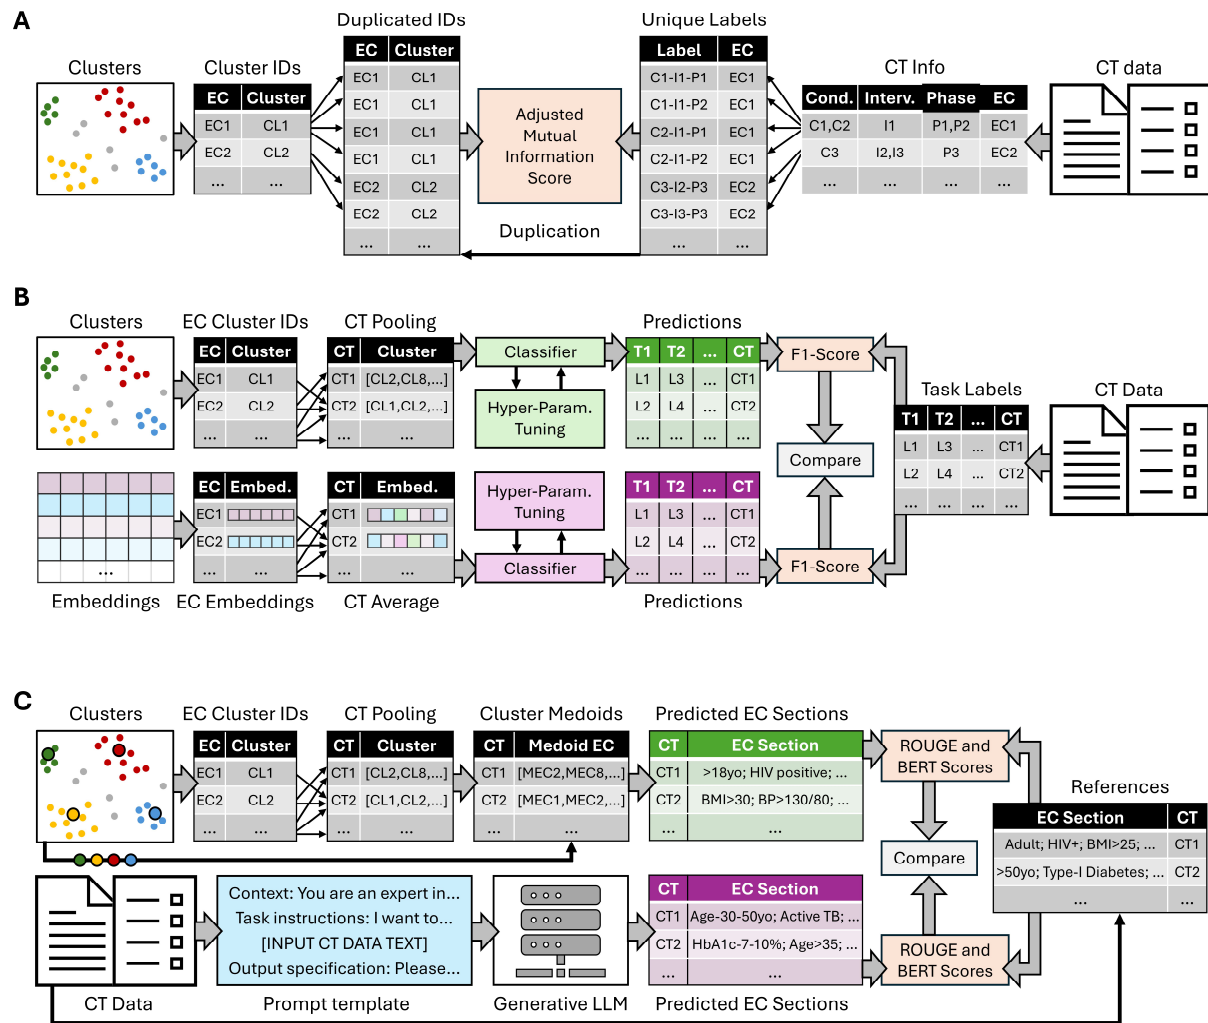 A
Clusters
Cluster IDs
EC Cluster
EC1 CL1
EC2 CL2
... ...
Duplicated IDs
EC Cluster
EC1 CL1
EC1 CL1
EC1 CL1
EC1 CL1
EC2 CL2
EC2 CL2
... ...
Adjusted
Mutual
Information
Score
Duplication
Unique Labels
Label EC
C1-I1-P1 EC1
C1-I1-P2 EC1
C2-I1-P1 EC1
C2-I1-P2 EC1
C3-I2-P3 EC2
C3-I3-P3 EC2
... ...
CT Info
Cond. Interv. Phase EC
C1,C2 I1 P1,P2 EC1
C3 I2,I3 P3 EC2
... ... ... ...
CT data
B
Clusters
EC Cluster IDs
EC Cluster
EC1 CL1
EC2 CL2
... ...
CT Pooling
CT Cluster
CT1 [CL2,CL8,...]
CT2 [CL1,CL2,...]
... ...
Classifier
Hyper-Param.
Tuning
Predictions
T1 T2 ... CT
L1 L3 ... CT1
L2 L4 ... CT2
... ... ... ...
F1-Score
Compare
Task Labels
T1 T2 ... CT
L1 L3 ... CT1
L2 L4 ... CT2
... ... ... ...
CT Data
...
Embeddings
EC Embed.
EC1
EC2
... ...
EC Embeddings
CT Embed.
CT1
CT2
... ...
CT Average
Hyper-Param.
Tuning
Classifier
T1 T2 ... CT
L1 L3 ... CT1
L2 L4 ... CT2
... ... ... ...
Predictions
F1-Score
C
Clusters
EC Cluster IDs
EC Cluster
EC1 CL1
EC2 CL2
... ...
CT Pooling
CT Cluster
CT1 [CL2,CL8,...]
CT2 [CL1,CL2,...]
... ...
Cluster Medoids
CT Medoid EC
CT1 [MEC2,MEC8,...]
CT2 [MEC1,MEC2,...]
... ...
Predicted EC Sections
CT EC Section
CT1 >18yo; HIV positive; ...
CT2 BMI>30; BP>130/80; ...
... ...
ROUGE and
BERT Scores
Compare
References
EC Section CT
Adult; HIV+; BMI>25; ... CT1
>50yo; Type-I Diabetes; ... CT2
... ...
CT Data
Context: You are an expert in...
Task instructions: I want to...
[INPUT CT DATA TEXT]
Output specification: Please...
Prompt template
Generative LLM
CT EC Section
CT1 Age-30-50yo; Active TB; ...
CT2 HbA1c-7-10%; Age>35; ...
... ...
Predicted EC Sections
ROUGE and
BERT Scores